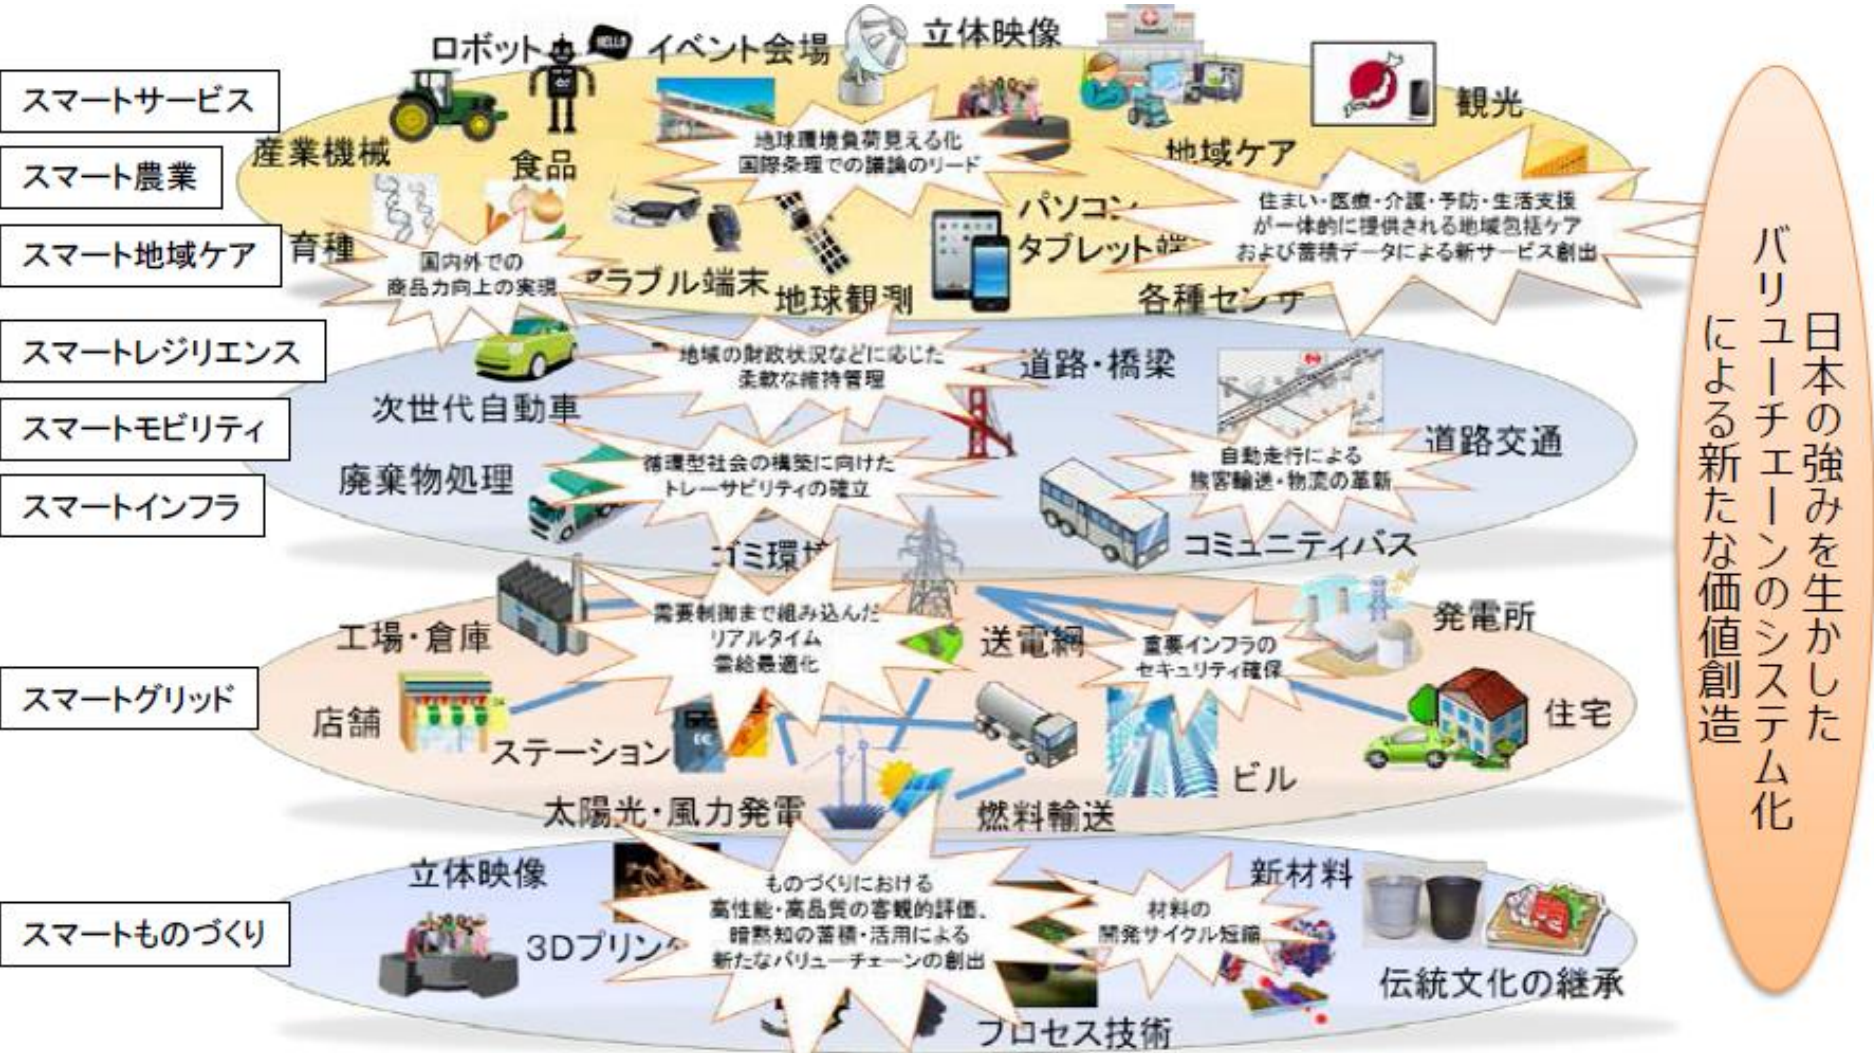 ロボット
HELLO
イベント会場
立体映像
スマートサービス
観光
産業機械
食品
地球環境負荷見える化
国際条理での議論のリード
地域ケア
スマート農業
住まい・医療・介護・予防・生活支援
が一体的に提供される地域包括ケア
および蓄積データによる新サービス創出
パソコン
タブレット端
スマート地域ケア
育種
国内外での
商品力向上の実現
ラブル端末
地球観測
各種センサ
スマートレジリエンス
地域の財政状況などに応じた
柔軟な維持管理
道路・橋梁
次世代自動車
スマートモビリティ
道路交通
廃棄物処理
循環型社会の構築に向けた
トレーサビリティの確立
自動走行による
旅客輸送・物流の革新
スマートインフラ
ゴミ環境
コミュニティバス
工場・倉庫
需要制御まで組み込んだ
リアルタイム
需給最適化
送電網
重要インフラの
セキュリティ確保
発電所
スマートグリッド
店舗
ステーション
EC
ビル
住宅
太陽光・風力発電
燃料輸送
立体映像
新材料
スマートものづくり
3Dプリンタ
ものづくりにおける
高性能・高品質の客観的評価、
暗黙知の蓄積・活用による
新たなバリューチェーンの創出
材料の
開発サイクル短縮
伝統文化の継承
プロセス技術
日本の強みを生かした
バリューチェーンのシステム化
による新たな価値創造